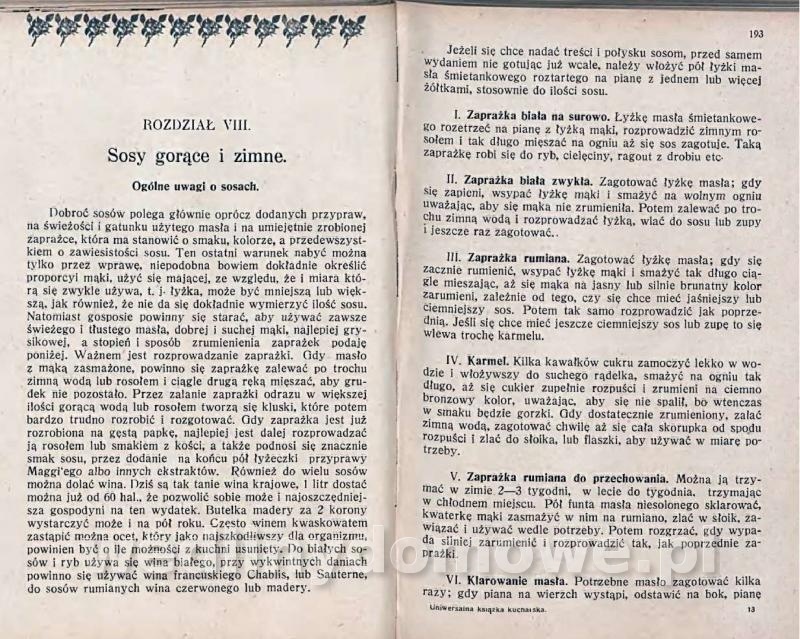 ROZDZIAŁ VIII.
Sosy gorące i zimne.
Ogólne uwagi o sosach.
Dobroć sosów polega głównie oprócz dodanych przypraw,
na świeżości i gatunku użytego masła i na umiejętnie zrobionej
zaprażce, która ma stanowić o smaku, kolorze, a przedewszyst-
kiem o zawiesistości sosu. Ten ostatni warunek nabyć można
tylko przez wprawę, niepodobna bowiem dokładnie określić
proporcyi mąki, użyć się mającej, ze względu, że i miara któ-
rą się zwykle używa, t. j. łyżka, może być mniejszą lub więk-
szą, jak również, że nie da się dokładnie wymierzyć ilość sosu.
Natomiast gosposie powinny się starać, aby używać zawsze
świeżego i tłustego masła, dobrej i suchej mąki, najlepiej gry-
sikowej, a stopień i sposób zrumienienia zaprażek podaję
poniżej. Ważnem jest rozprowadzanie zaprażki. Gdy masło
z mąką zasmażone, powinno się zaprażkę zalewać po trochu
zimną wodą lub rosołem i ciągle drugą ręką mięszać, aby gru-
dek nie pozostało. Przez zalanie zaprażki odrazu w większej
ilości gorącą wodą lub rosołem tworzą się kluski, które potem
bardzo trudno rozrobić i rozgotować. Gdy zaprażka jest już
rozrobiona na gęstą papkę, najlepiej jest dalej rozprowadzać
ją rosołem lub smakiem z kości, a także podnosi się znacznie
smak sosu, przez dodanie na końcu pół łyżeczki przyprawy
Maggi'ego albo innych ekstraktów. Również do wielu sosów
można dolać wina. Dziś są tak tanie wina krajowe, 1 litr dostać
można już od 60 hal., że pozwolić sobie może i najoszczędniej-
sza gospodyni na ten wydatek. Butelka madery za 2 korony
wystarczyć może i na pół roku. Często winem kwaskowatem
zastąpić można ocet, który jako najszkodliwszy dla organizmu,
powinien być o ile możności z kuchni usunięty. Do białych so-
sów i ryb używa się wina białego, przy wykwintnych daniach
powinno się używać wina francuskiego Chablis, lub Sauterne,
do sosów rumianych wina czerwonego lub madery.
193
Jeżeli się chce nadać treści i połysku sosom, przed samem
wydaniem nie gotując już wcale, należy włożyć pół łyżki ma-
sła śmietankowego roztartego na pianę z jednem lub więcej
żółtkami, stosownie do ilości sosu.
I. Zaprażka biała na surowo. Łyżkę masła śmietankowe-
go rozetrzeć na pianę z łyżką mąki, rozprowadzić zimnym ro-
sołem i tak długo mięszać na ogniu aż się sos zagotuje. Taką
zaprażkę robi się do ryb, cielęciny, ragout z drobiu etc.
II. Zaprażka biała zwykła. Zagotować łyżkę masła; gdy
się zapieni, wsypać łyżkę mąki i smażyć na wolnym ogniu
uważając, aby się mąka nie zrumieniła. Potem zalewać po tro-
chu zimną wodą i rozprowadzać łyżką, wlać do sosu lub zupy
i jeszcze raz zagotować..
III. Zaprażka rumiana. Zagotować łyżkę masła; gdy się
zacznie rumienić, wsypać łyżkę mąki i smażyć tak długo cią-
gle mieszając, aż się mąka na jasny lub silnie brunatny kolor
zarumieni, zależnie od tego, czy się chce mieć jaśniejszy lub
ciemniejszy sos. Potem tak samo rozprowadzić jak poprze-
dnią. Jeśli się chce mieć jeszcze ciemniejszy sos lub zupę to się
wlewa trochę karmelu.
IV. Karmel. Kilka kawałków cukru zamoczyć lekko w wo-
dzie i włożywszy do suchego rądelka, smażyć na ogniu tak
długo, aż się cukier zupełnie rozpuści i zrumieni na ciemno
bronzowy kolor, uważając, aby się nie spalił, bo wtenczas
w smaku będzie gorzki. Gdy dostatecznie zrumieniony, zalać
zimną wodą, zagotować chwilę aż się cała skorupka od spodu
rozpuści i zlać do słoika, lub flaszki, aby używać w miarę po-
trzeby.
V. Zaprażka rumiana do przechowania. Można ją trzy-
mać w zimie 2—3 tygodni, w lecie do tygodnia, trzymając
w chłodnem miejscu. Pół funta masła niesolonego sklarować,
kwaterkę mąki zasmażyć w nim na rumiano, zlać w słoik, za-
wiązać i używać wedle potrzeby. Potem rozgrzać, gdy wypa-
da silniej zarumienić i rozprowadzić tak, jak poprzednie za-
prażki.
VI. Klarowanie masła. Potrzebne masło zagotować kilka
razy; gdy piana na wierzch wystąpi, odstawić na bok, pianę
Uniwersalna książka kucharska.
13